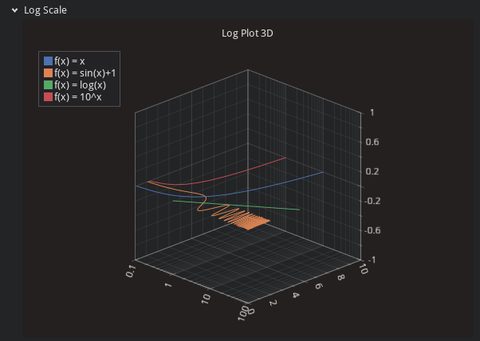 Log Scale
Log Plot 3D
f(x) = x
f(x) = sin(x)+1
f(x) = log(x)
f(x) = 10^x
1
0.6
0.2
-0.2
-0.6
-1
0.1
1
10
100
0
2
4
6
8
10